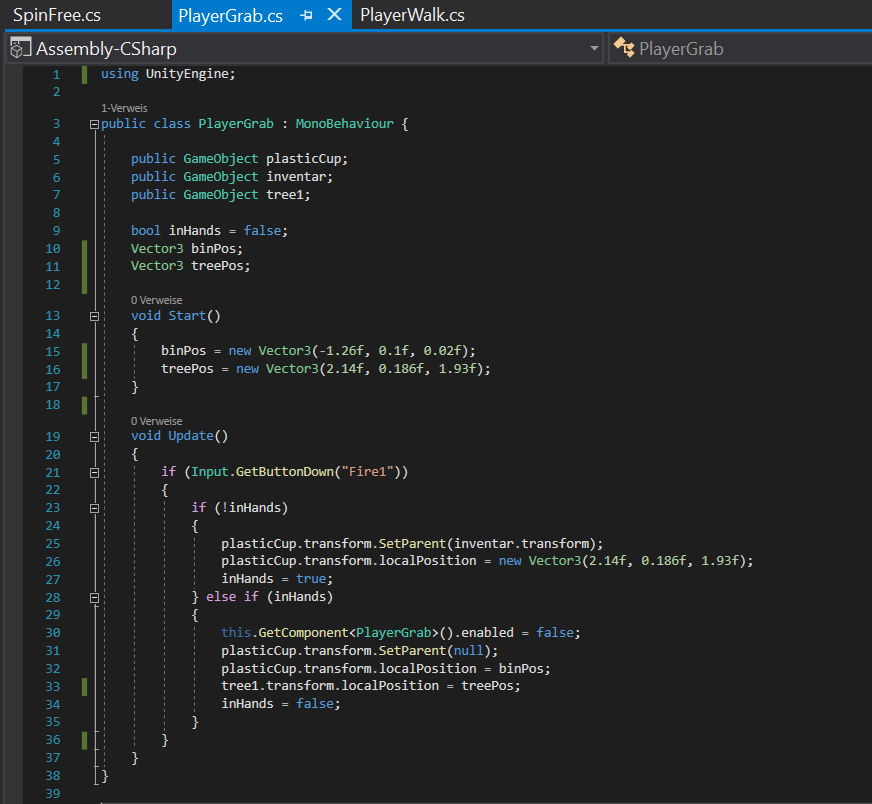 SpinFree.cs PlayerGrab.cs PlayerWalk.cs
Assembly-CSharp PlayerGrab
1 using UnityEngine;
2
1-Verweis
3 public class PlayerGrab : MonoBehaviour {
4
5 public GameObject plasticCup;
6 public GameObject inventar;
7 public GameObject tree1;
8
9 bool inHands = false;
10 Vector3 binPos;
11 Vector3 treePos;
12
0 Verweise
13 void Start()
14 {
15 binPos = new Vector3(-1.26f, 0.1f, 0.02f);
16 treePos = new Vector3(2.14f, 0.186f, 1.93f);
17 }
18
0 Verweise
19 void Update()
20 {
21 if (Input.GetButtonDown("Fire1"))
22 {
23 if (!inHands)
24 {
25 plasticCup.transform.SetParent(inventar.transform);
26 plasticCup.transform.localPosition = new Vector3(2.14f, 0.186f, 1.93f);
27 inHands = true;
28 } else if (inHands)
29 {
30 this.GetComponent<PlayerGrab>().enabled = false;
31 plasticCup.transform.SetParent(null);
32 plasticCup.transform.localPosition = binPos;
33 tree1.transform.localPosition = treePos;
34 inHands = false;
35 }
36 }
37 }
38 }
39